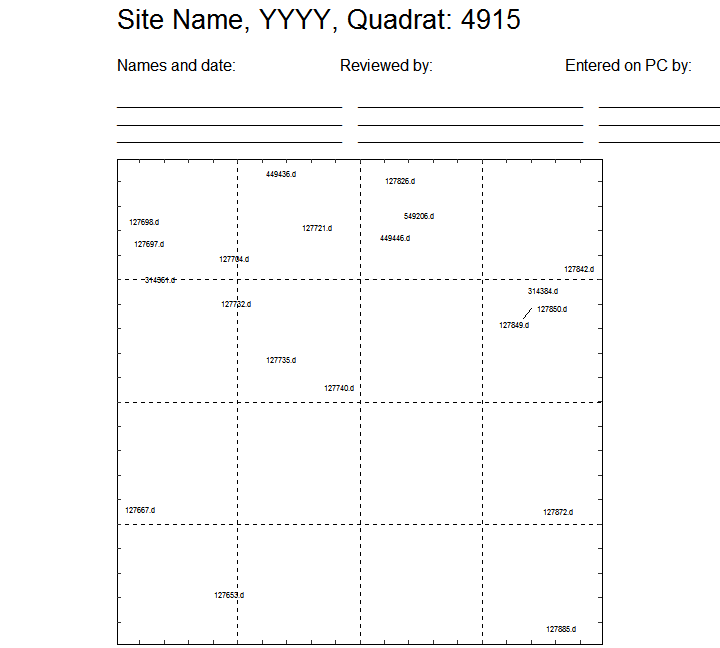 Site Name, YYYY, Quadrat: 4915
Names and date: Reviewed by: Entered on PC by:
449436.d
127826.d
549206.d
127698.d
127721.d
449446.d
127697.d
127704.d
127842.d
314361.d
314384.d
127732.d
127850.d
127849.d
127735.d
127740.d
127667.d
127872.d
127653.d
127885.d